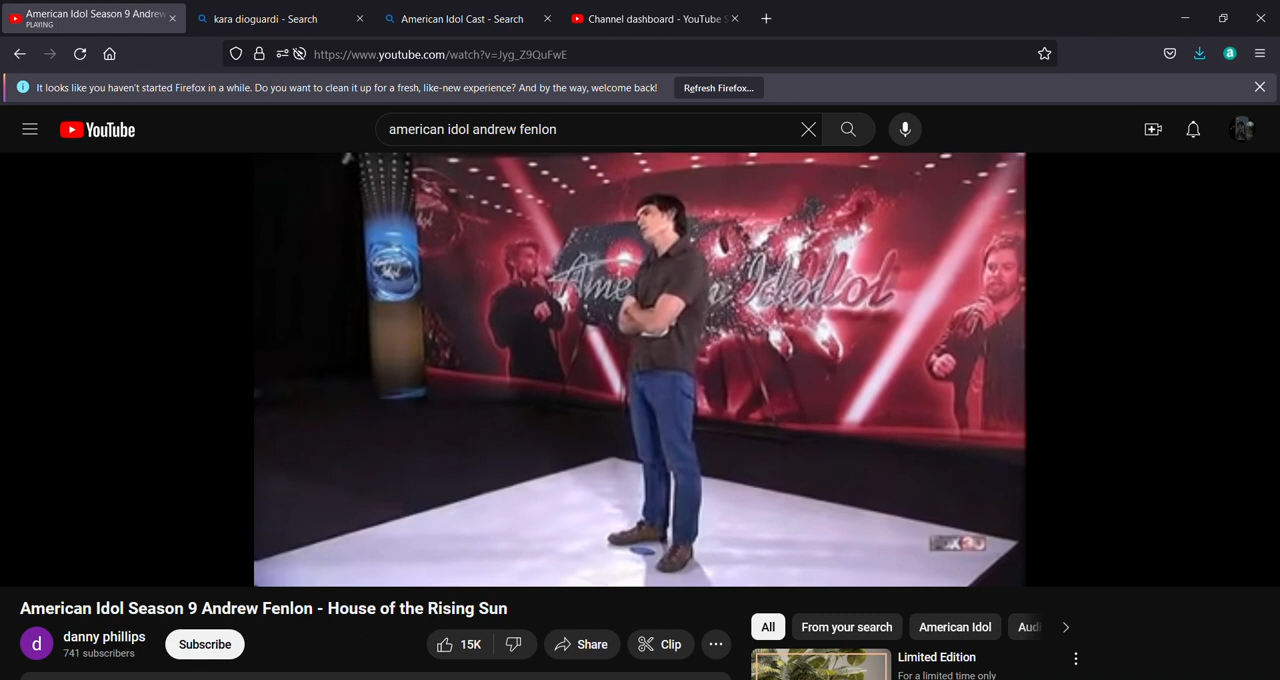 American Idol Season 9 Andrew
PLAYING
kara dioguardi - Search
American Idol Cast - Search
Channel dashboard - YouTube S
https://www.youtube.com/watch?v=Jyg_Z9QuFwE
It looks like you haven't started Firefox in a while. Do you want to clean it up for a fresh, like-new experience? And by the way, welcome back!
Refresh Firefox...
YouTube
american idol andrew fenlon
American Idol
American Idol Season 9 Andrew Fenlon - House of the Rising Sun
d
danny phillips
741 subscribers
Subscribe
15K
Share
Clip
All
From your search
American Idol
Aud
Limited Edition
For a limited time only